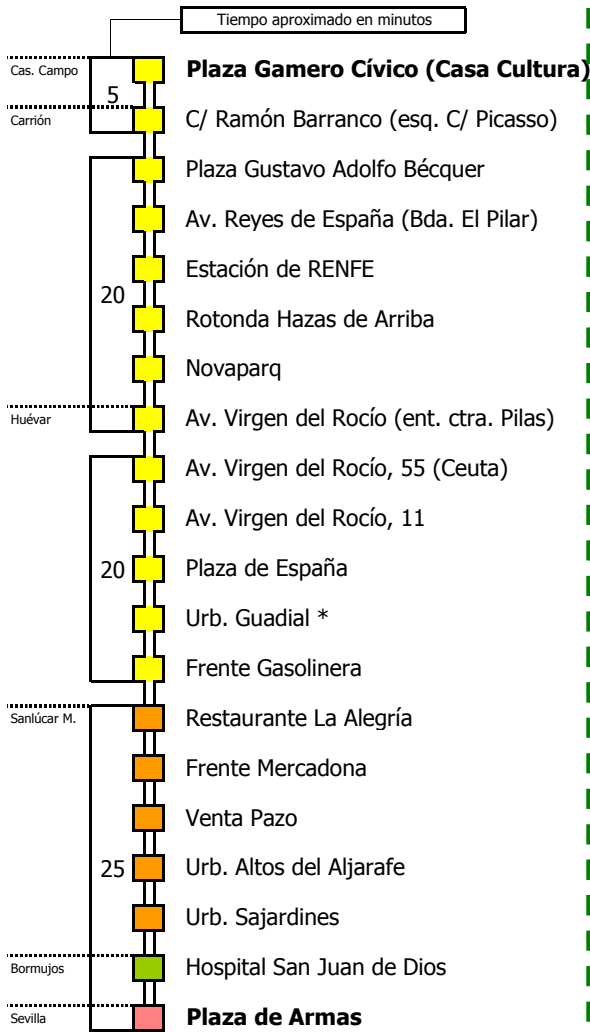 Tiempo aproximado en minutos
Cas. Campo
Plaza Gamero Cívico (Casa Cultura)
5
Carrión
C/ Ramón Barranco (esq. C/ Picasso)
Plaza Gustavo Adolfo Bécquer
Av. Reyes de España (Bda. El Pilar)
Estación de RENFE
20
Rotonda Hazas de Arriba
Novaparq
Huévar
Av. Virgen del Rocío (ent. ctra. Pilas)
Av. Virgen del Rocío, 55 (Ceuta)
Av. Virgen del Rocío, 11
20
Plaza de España
Urb. Guadial *
Frente Gasolinera
Sanlúcar M.
Restaurante La Alegría
Frente Mercadona
Venta Pazo
25
Urb. Altos del Aljarafe
Urb. Sajardines
Bormujos
Hospital San Juan de Dios
Sevilla
Plaza de Armas